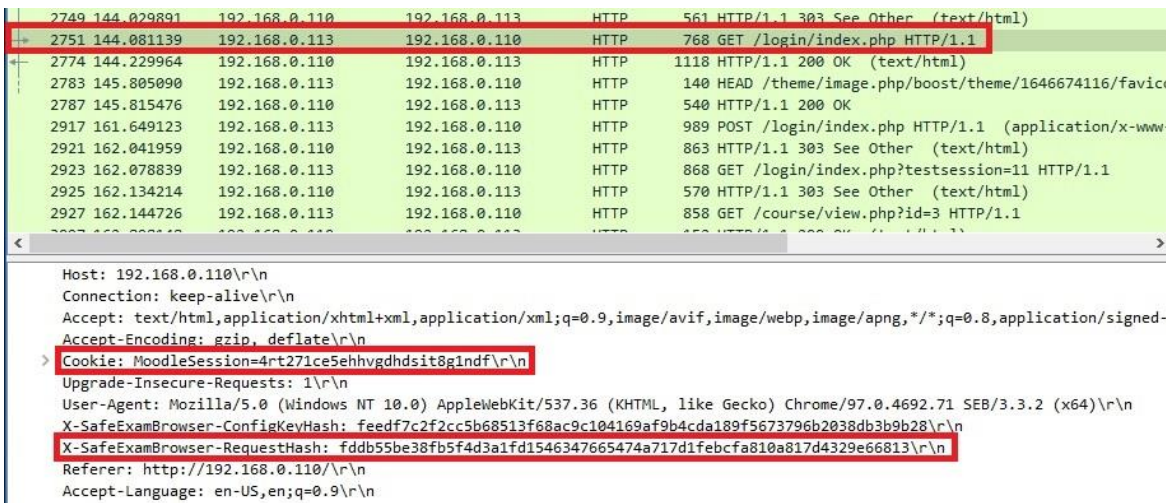 2749 144.029891 192.168.0.110 192.168.0.113 HTTP 561 HTTP/1.1 303 See Other (text/html)
2751 144.081139 192.168.0.113 192.168.0.110 HTTP 768 GET /login/index.php HTTP/1.1
2774 144.229964 192.168.0.110 192.168.0.113 HTTP 1118 HTTP/1.1 200 OK (text/html)
2783 145.805090 192.168.0.113 192.168.0.110 HTTP 140 HEAD /theme/image.php/boost/theme/1646674116/favico
2787 145.815476 192.168.0.110 192.168.0.113 HTTP 540 HTTP/1.1 200 OK
2917 161.649123 192.168.0.113 192.168.0.110 HTTP 989 POST /login/index.php HTTP/1.1 (application/x-www-
2921 162.041959 192.168.0.110 192.168.0.113 HTTP 863 HTTP/1.1 303 See Other (text/html)
2923 162.078839 192.168.0.113 192.168.0.110 HTTP 868 GET /login/index.php?testsession=11 HTTP/1.1
2925 162.134214 192.168.0.110 192.168.0.113 HTTP 570 HTTP/1.1 303 See Other (text/html)
2927 162.144726 192.168.0.113 192.168.0.110 HTTP 858 GET /course/view.php?id=3 HTTP/1.1
Host: 192.168.0.110\r\n
Connection: keep-alive\r\n
Accept: text/html,application/xhtml+xml,application/xml;q=0.9,image/avif,image/webp,image/apng,*/*;q=0.8,application/signed-
Accept-Encoding: gzip, deflate\r\n
> Cookie: MoodleSession=4rt271ce5ehhvgdhdsit8g1ndf\r\n
Upgrade-Insecure-Requests: 1\r\n
User-Agent: Mozilla/5.0 (Windows NT 10.0) AppleWebKit/537.36 (KHTML, like Gecko) Chrome/97.0.4692.71 SEB/3.3.2 (x64)\r\n
X-SafeExamBrowser-ConfigKeyHash: feedf7c2f2cc5b68513f68ac9c104169af9b4cda189f5673796b2038db3b9b28\r\n
X-SafeExamBrowser-RequestHash: fddb55be38fb5f4d3a1fd1546347665474a717d1febcfa810a817d4329e66813\r\n
Referer: http://192.168.0.110/\r\n
Accept-Language: en-US,en;q=0.9\r\n